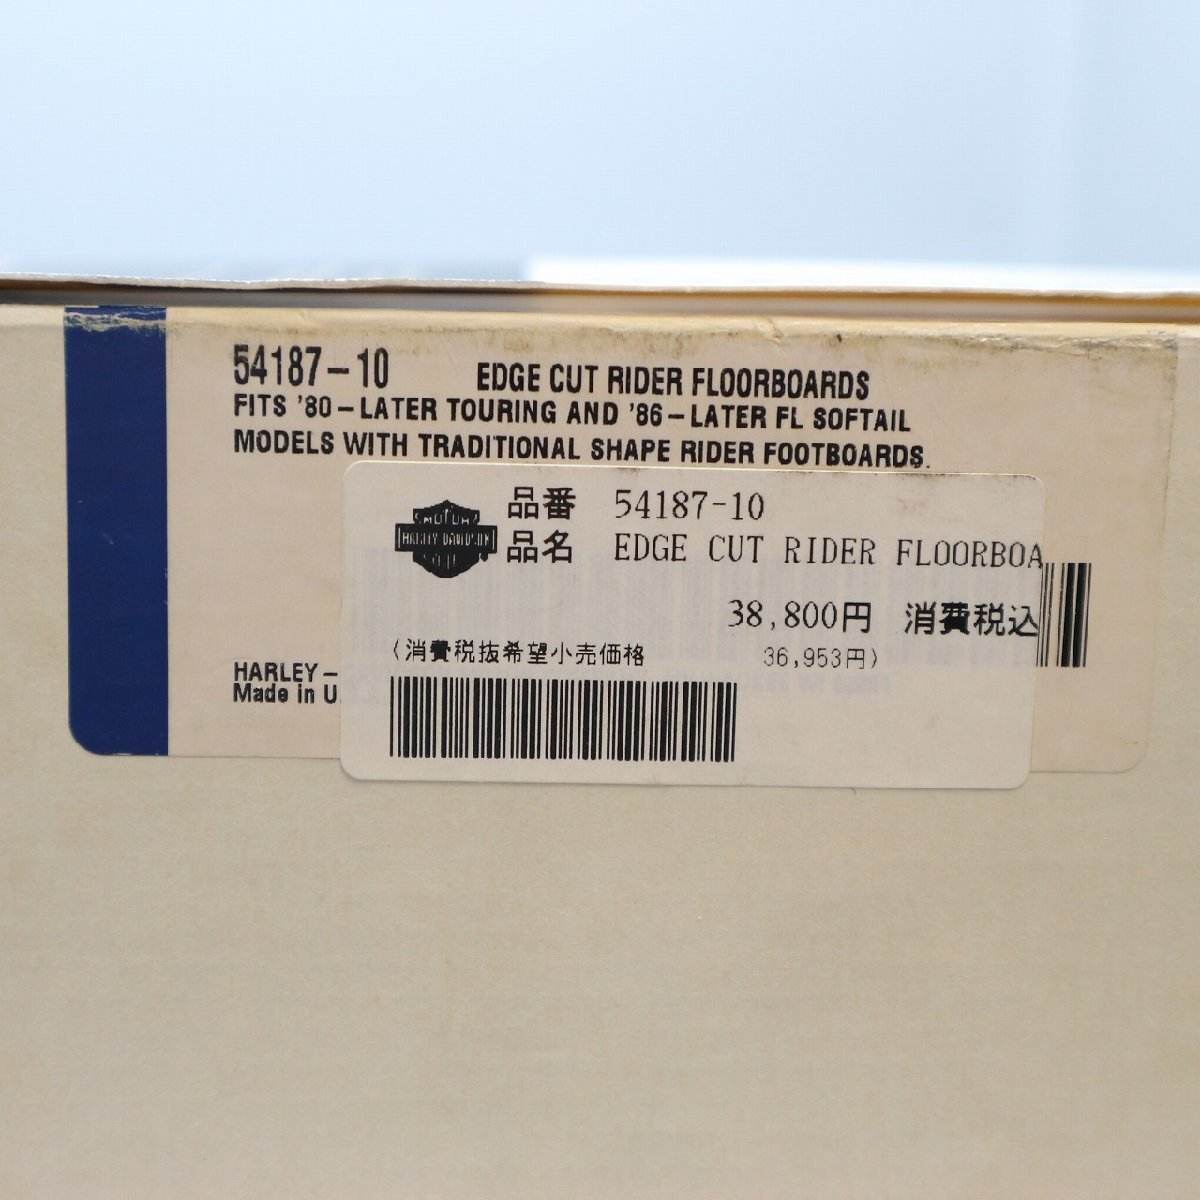 54187-10 EDGE CUT RIDER FLOORBOARDS
FITS '80-LATER TOURING AND '86-LATER FL SOFTAIL
MODELS WITH TRADITIONAL SHAPE RIDER FOOTBOARDS.
MOTOR
HARLEY-DAVIDSON
品番 54187-10
品名 EDGE CUT RIDER FLOORBOA
38,800円 消費税込
(消費税抜希望小売価格 36,953円)
HARLEY-
Made in U.